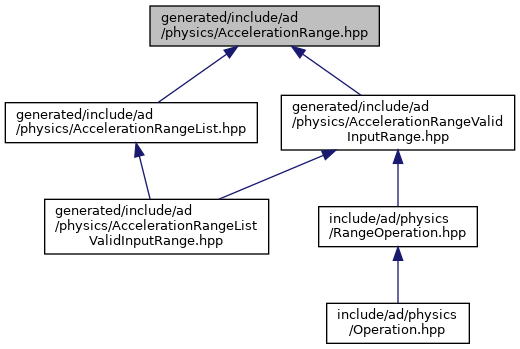 generated/include/ad
/physics/AccelerationRange.hpp
generated/include/ad
/physics/AccelerationRangeList.hpp
generated/include/ad
/physics/AccelerationRangeValid
InputRange.hpp
generated/include/ad
/physics/AccelerationRangeList
ValidInputRange.hpp
include/ad/physics
/RangeOperation.hpp
include/ad/physics
/Operation.hpp